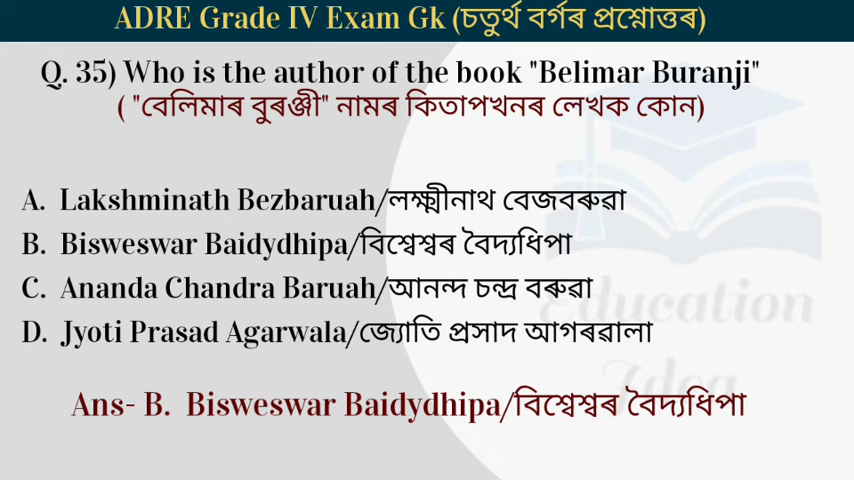 ADRE Grade IV Exam Gk (চতুৰ্থ বৰ্গৰ প্ৰশ্নোত্তৰ)
Q. 35) Who is the author of the book "Belimar Buranji"
( "বেলিমাৰ বুৰঞ্জী" নামৰ কিতাপখনৰ লেখক কোন)
A. Lakshminath Bezbaruah/লক্ষ্মীনাথ বেজবৰুৱা
B. Bisweswar Baidydhipa/বিশ্বেশ্বৰ বৈদ্যধিপা
C. Ananda Chandra Baruah/আনন্দ চন্দ্ৰ বৰুৱা
D. Jyoti Prasad Agarwala/জ্যোতি প্ৰসাদ আগৰৱালা
Education
Idea
Ans- B. Bisweswar Baidydhipa/বিশ্বেশ্বৰ বৈদ্যধিপা